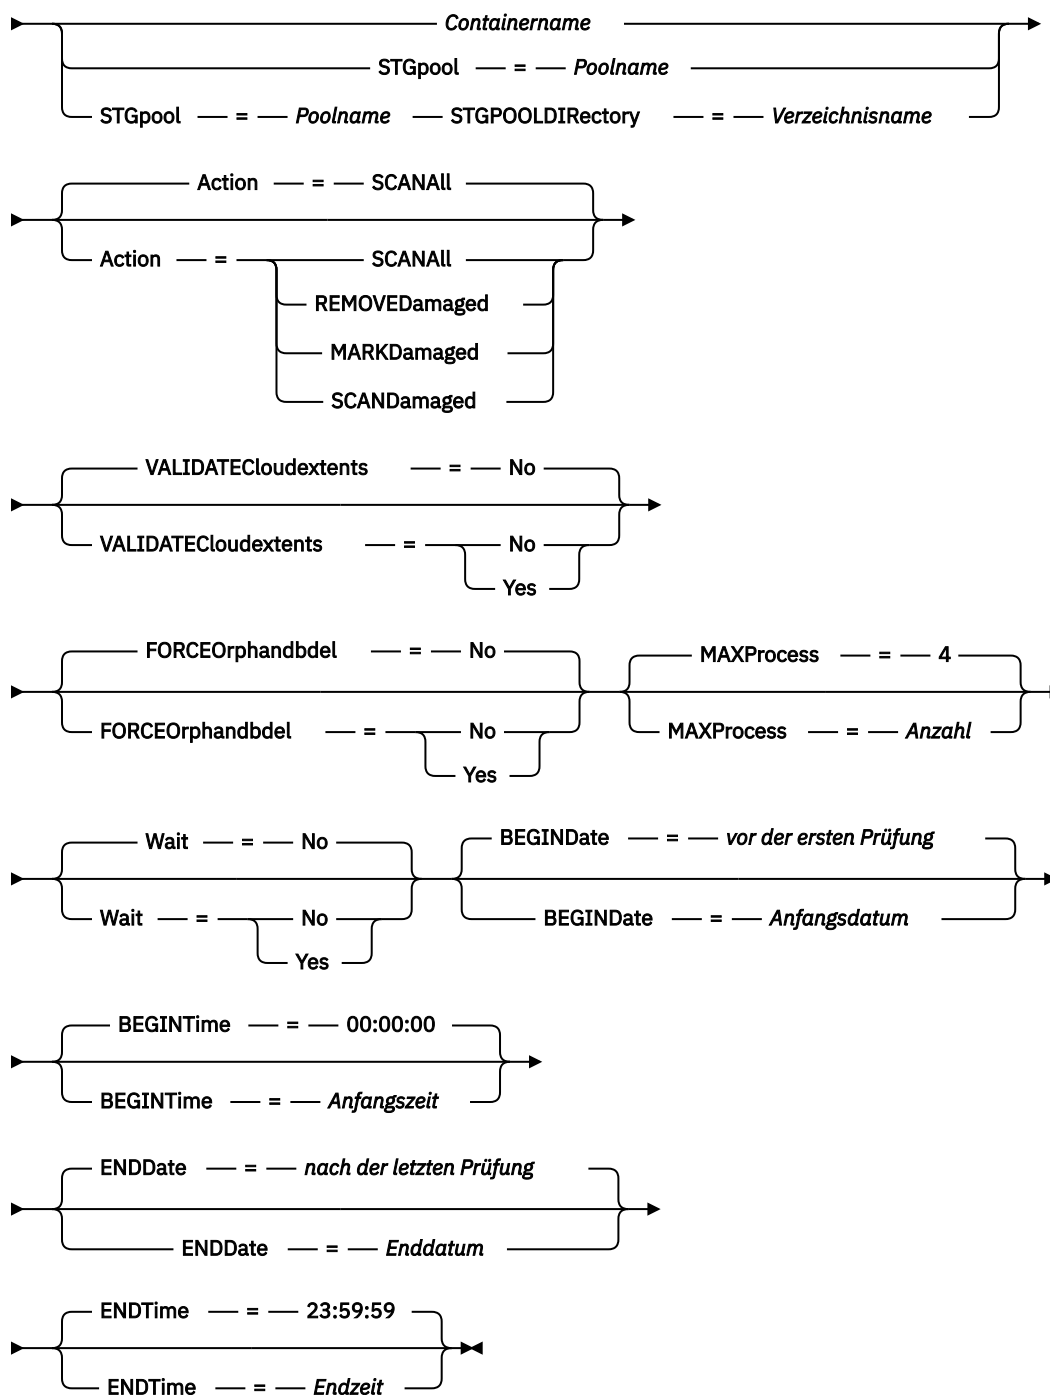 Containername
STGpool = Poolname
STGpool = Poolname STGPOOLDIRectory = Verzeichnisname
Action = SCANAll
Action = SCANAll
REMOVEDamaged
MARKDamaged
SCANDamaged
VALIDATECloudextents = No
VALIDATECloudextents = No
Yes
FORCEOrphandbdel = No MAXProcess = 4
FORCEOrphandbdel = No MAXProcess = Anzahl
Yes
Wait = No BEGINDate = vor der ersten Prüfung
Wait = No BEGINDate = Anfangsdatum
Yes
BEGINTime = 00:00:00
BEGINTime = Anfangszeit
ENDDate = nach der letzten Prüfung
ENDDate = Enddatum
ENDTime = 23:59:59
ENDTime = Endzeit